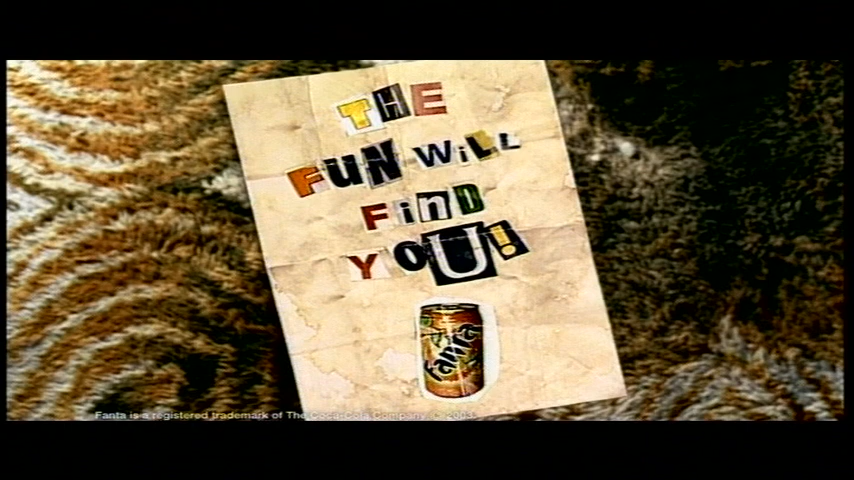 THE
FUN WiLL
FinD
YOU!
Fanta
Fanta is a registered trademark of The Coca-Cola Company. © 2003.